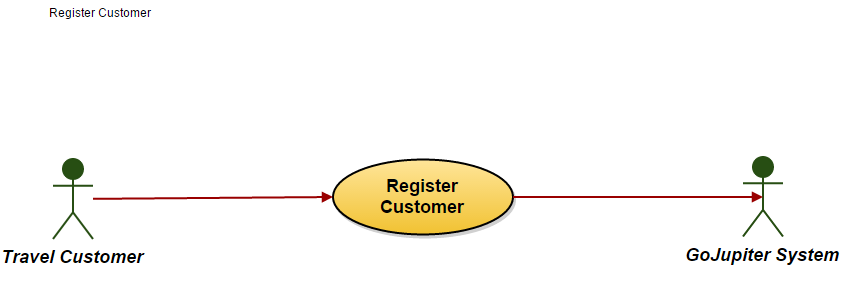 Register Customer
Register
Customer
Travel Customer
GoJupiter System